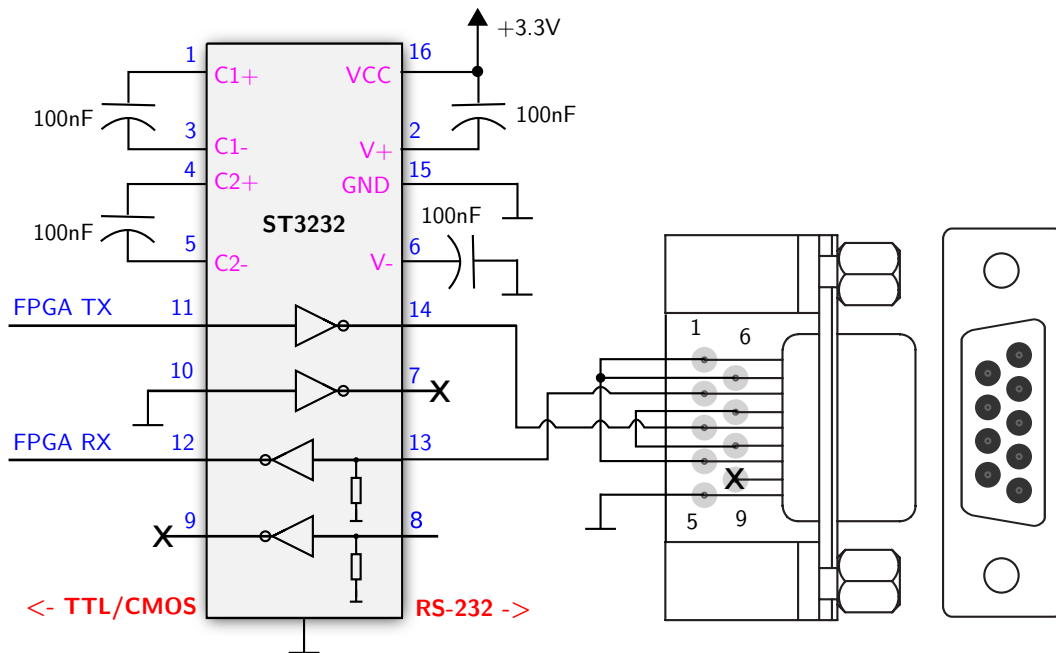 +3.3V
1
16
C1+
VCC
100nF
100nF
3
2
C1-
V+
4
15
C2+
GND
100nF
ST3232
100nF
5
6
C2-
V-
FPGA TX
11
14
1
6
10
7
X
FPGA RX
12
13
X
9
8
X
5
9
<- TTL/CMOS
RS-232 ->